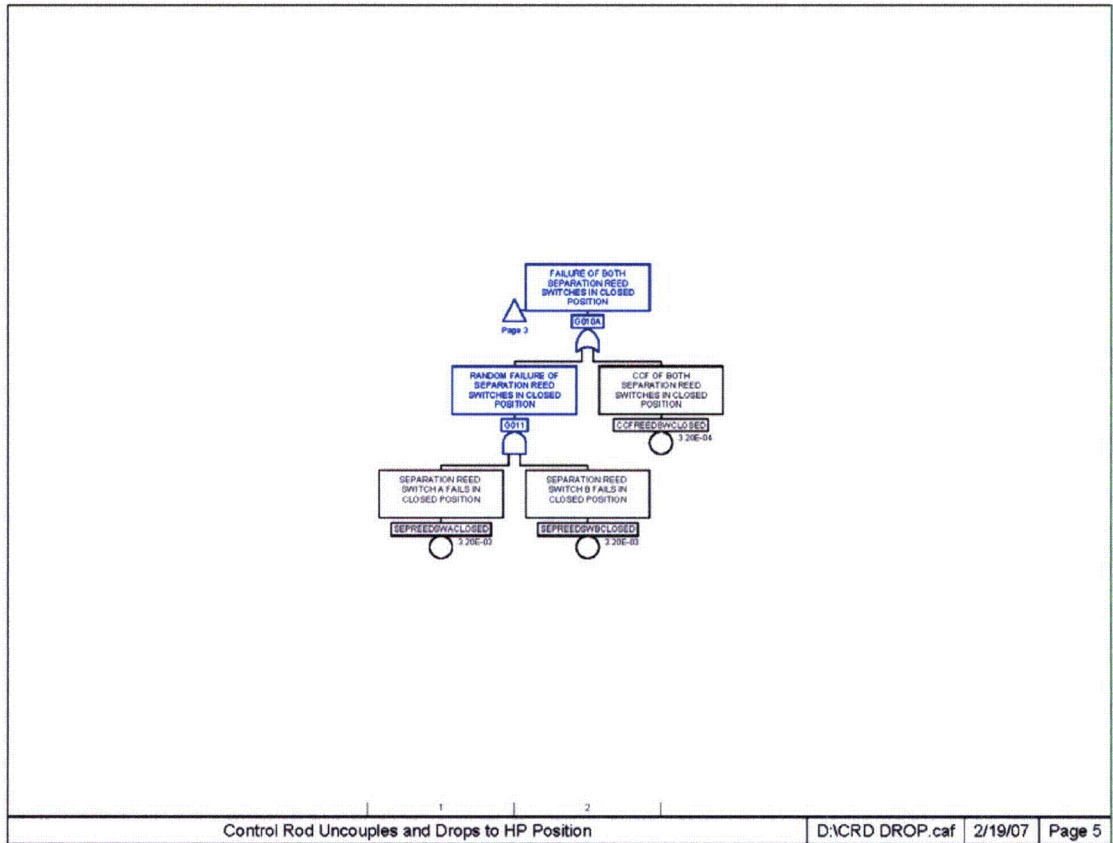 FAILURE OF BOTH
SEPARATION REED
SWITCHES IN CLOSED
POSITION
Page 3
G010A
RANDOM FAILURE OF
SEPARATION REED
SWITCHES IN CLOSED
POSITION
G011
CCF OF BOTH
SEPARATION REED
SWITCHES IN CLOSED
POSITION
CCFREEDSWCLOSED
3.20E-04
SEPARATION REED
SWITCH A FAILS IN
CLOSED POSITION
SEPREEDSWACLOSED
3.20E-03
SEPARATION REED
SWITCH B FAILS IN
CLOSED POSITION
SEPREEDSWBCLOSED
3.20E-03
1 2
Control Rod Uncouples and Drops to HP Position D:\CRD DROP.caf 2/19/07 Page 5